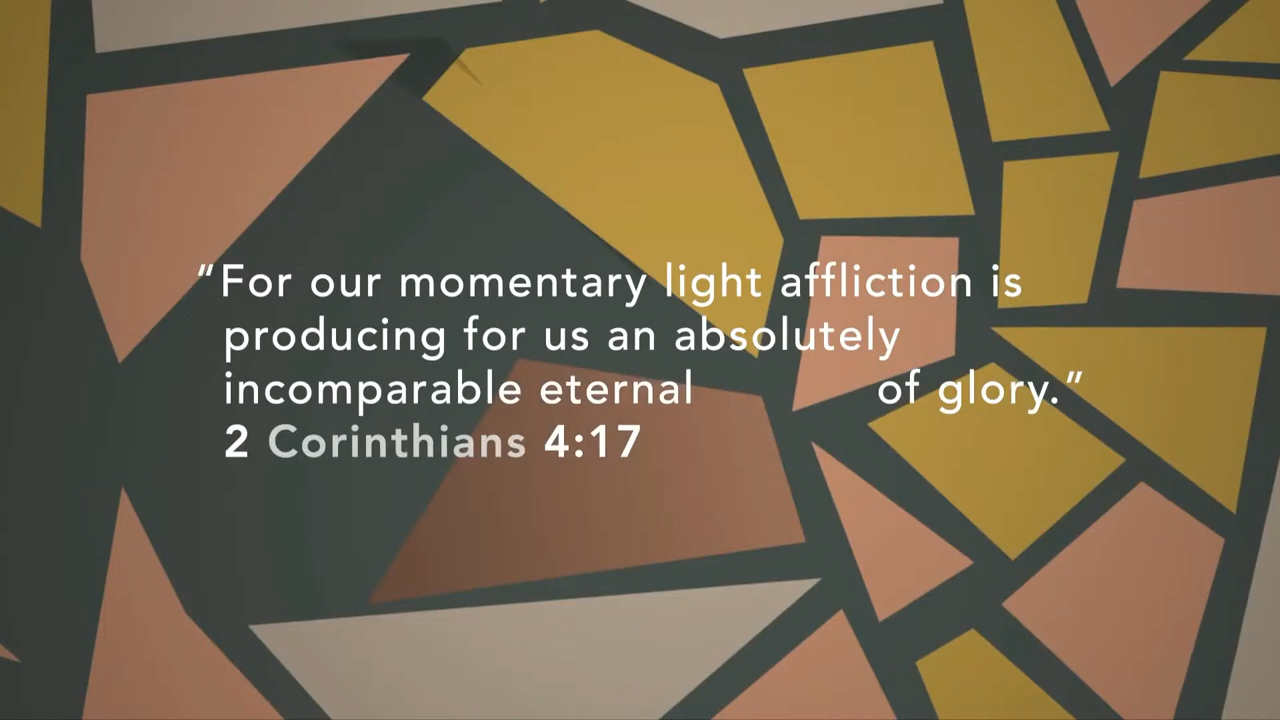 “For our momentary light affliction is
producing for us an absolutely
incomparable eternal of glory.”
2 Corinthians 4:17